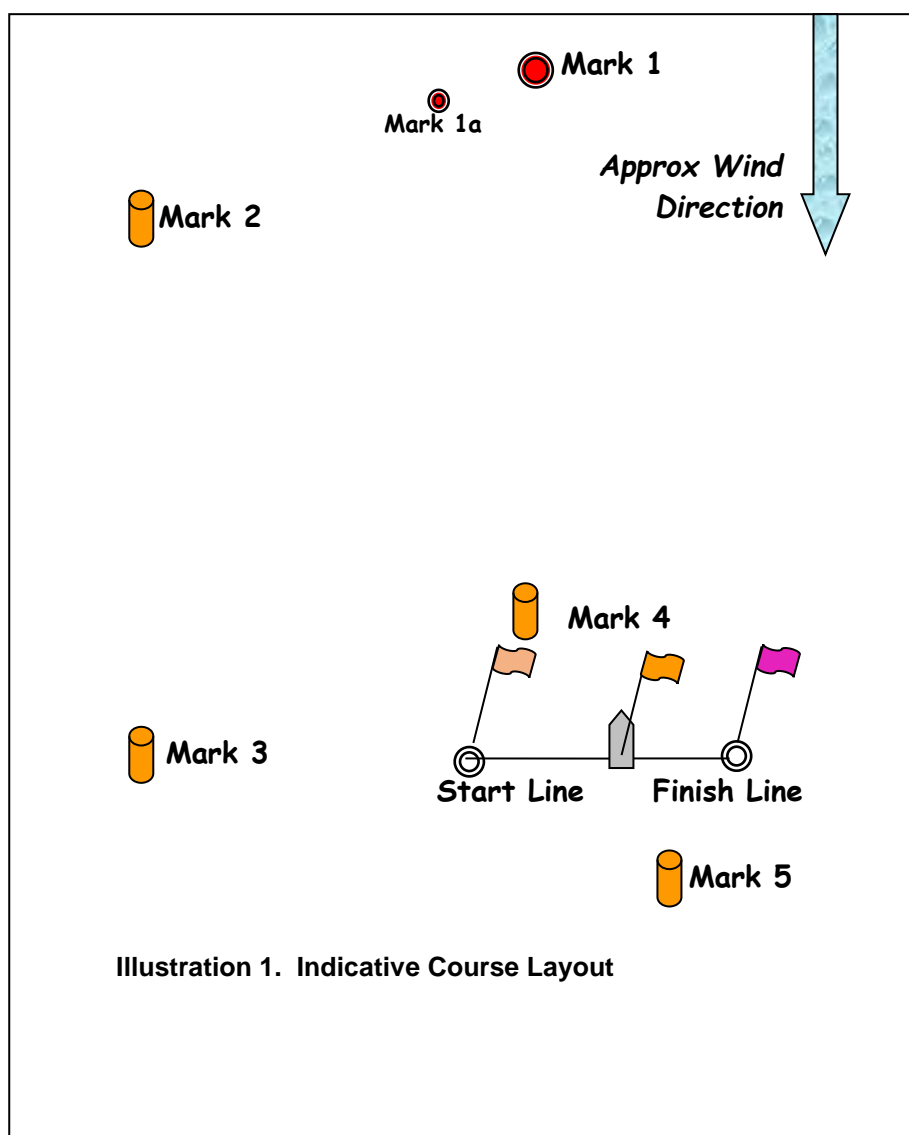 Mark 1
Mark 1a
Approx Wind
Direction
Mark 2
Mark 4
Mark 3
Start Line
Finish Line
Mark 5
Illustration 1. Indicative Course Layout